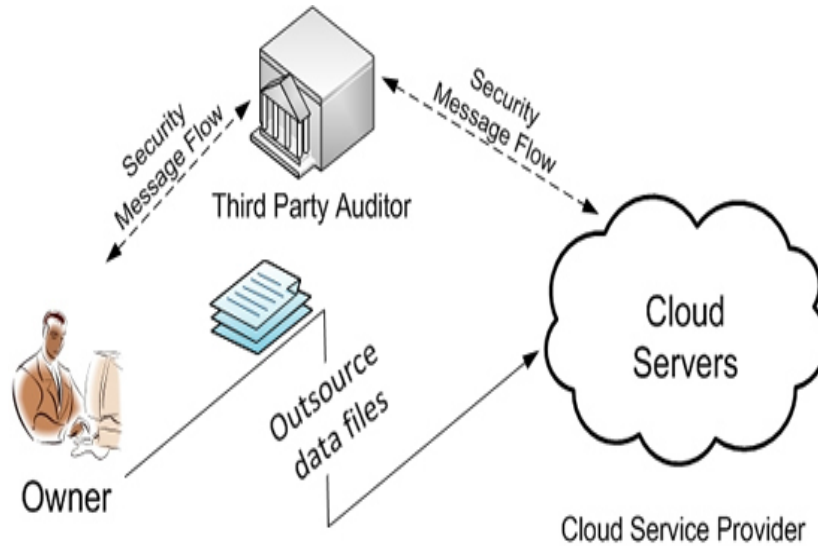 Security
Message Flow
Security
Message Flow
Third Party Auditor
Cloud
Servers
Outsource
data files
Owner
Cloud Service Provider